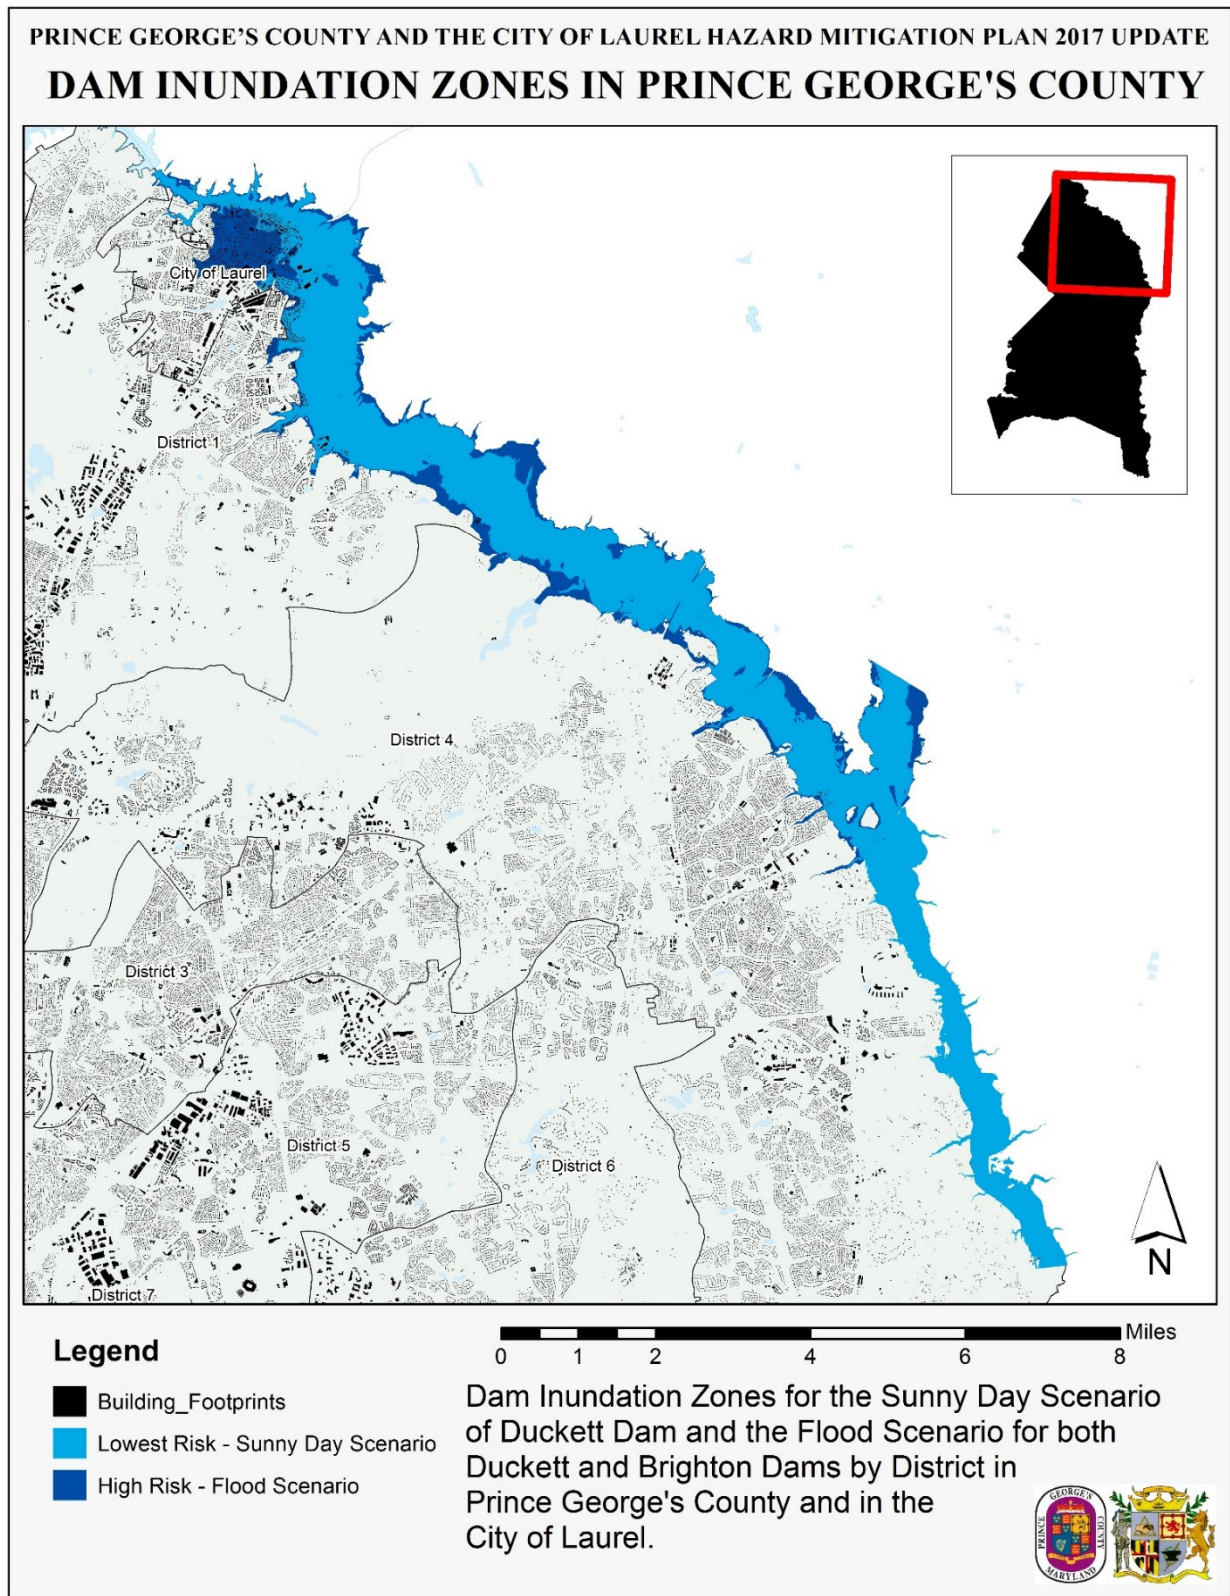 PRINCE GEORGE'S COUNTY AND THE CITY OF LAUREL HAZARD MITIGATION PLAN 2017 UPDATE
DAM INUNDATION ZONES IN PRINCE GEORGE'S COUNTY
City of Laurel
District 1
District 4
District 3
District 5
District 6
District 7
N
Legend
Building_Footprints
Lowest Risk - Sunny Day Scenario
High Risk - Flood Scenario
Miles
0 1 2 4 6 8
Dam Inundation Zones for the Sunny Day Scenario
of Duckett Dam and the Flood Scenario for both
Duckett and Brighton Dams by District in
Prince George's County and in the
City of Laurel.
PRINCE GEORGE'S COUNTY
MARYLAND